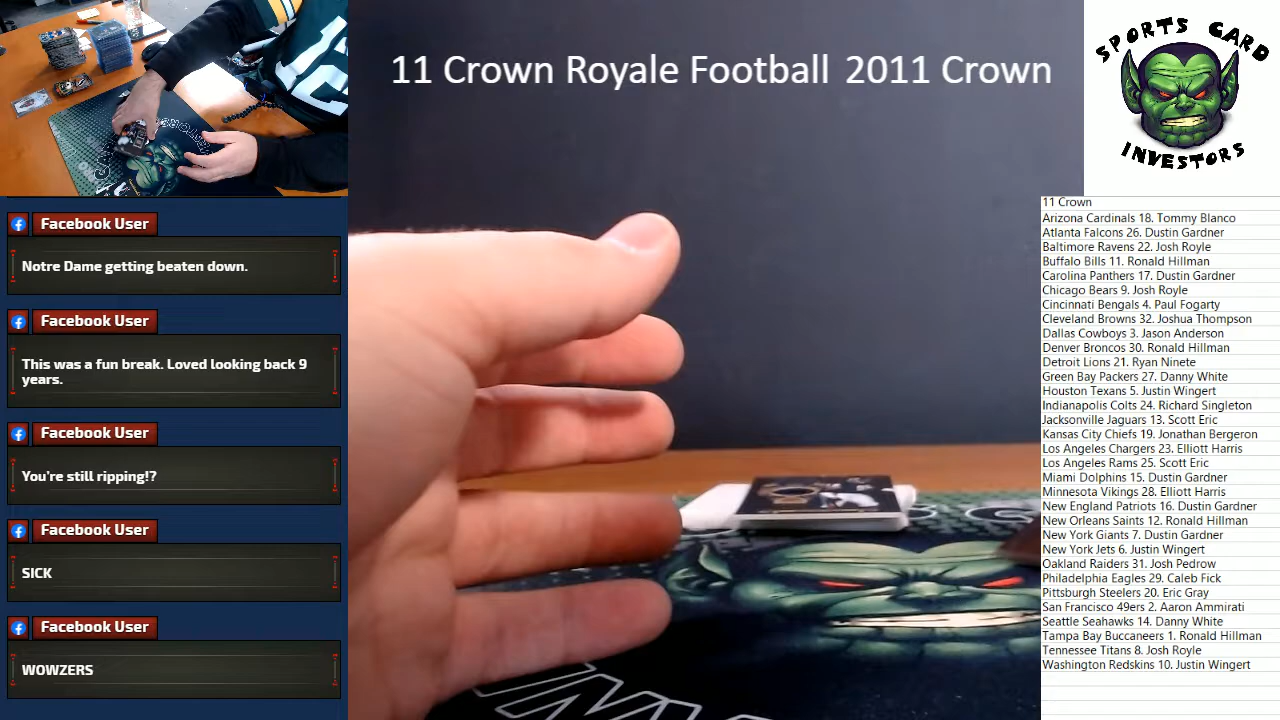 11 Crown Royale Football 2011 Crown
SPORTS CARD
INVESTORS
Facebook User
Notre Dame getting beaten down.
Facebook User
This was a fun break. Loved looking back 9
years.
Facebook User
You're still ripping!?
Facebook User
SICK
Facebook User
WOWZERS
11 Crown
Arizona Cardinals 18. Tommy Blanco
Atlanta Falcons 26. Dustin Gardner
Baltimore Ravens 22. Josh Royle
Buffalo Bills 11. Ronald Hillman
Carolina Panthers 17. Dustin Gardner
Chicago Bears 9. Josh Royle
Cincinnati Bengals 4. Paul Fogarty
Cleveland Browns 32. Joshua Thompson
Dallas Cowboys 3. Jason Anderson
Denver Broncos 30. Ronald Hillman
Detroit Lions 21. Ryan Ninete
Green Bay Packers 27. Danny White
Houston Texans 5. Justin Wingert
Indianapolis Colts 24. Richard Singleton
Jacksonville Jaguars 13. Scott Eric
Kansas City Chiefs 19. Jonathan Bergeron
Los Angeles Chargers 23. Elliott Harris
Los Angeles Rams 25. Scott Eric
Miami Dolphins 15. Dustin Gardner
Minnesota Vikings 28. Elliott Harris
New England Patriots 16. Dustin Gardner
New Orleans Saints 12. Ronald Hillman
New York Giants 7. Dustin Gardner
New York Jets 6. Justin Wingert
Oakland Raiders 31. Josh Pedrow
Philadelphia Eagles 29. Caleb Fick
Pittsburgh Steelers 20. Eric Gray
San Francisco 49ers 2. Aaron Ammirati
Seattle Seahawks 14. Danny White
Tampa Bay Buccaneers 1. Ronald Hillman
Tennessee Titans 8. Josh Royle
Washington Redskins 10. Justin Wingert